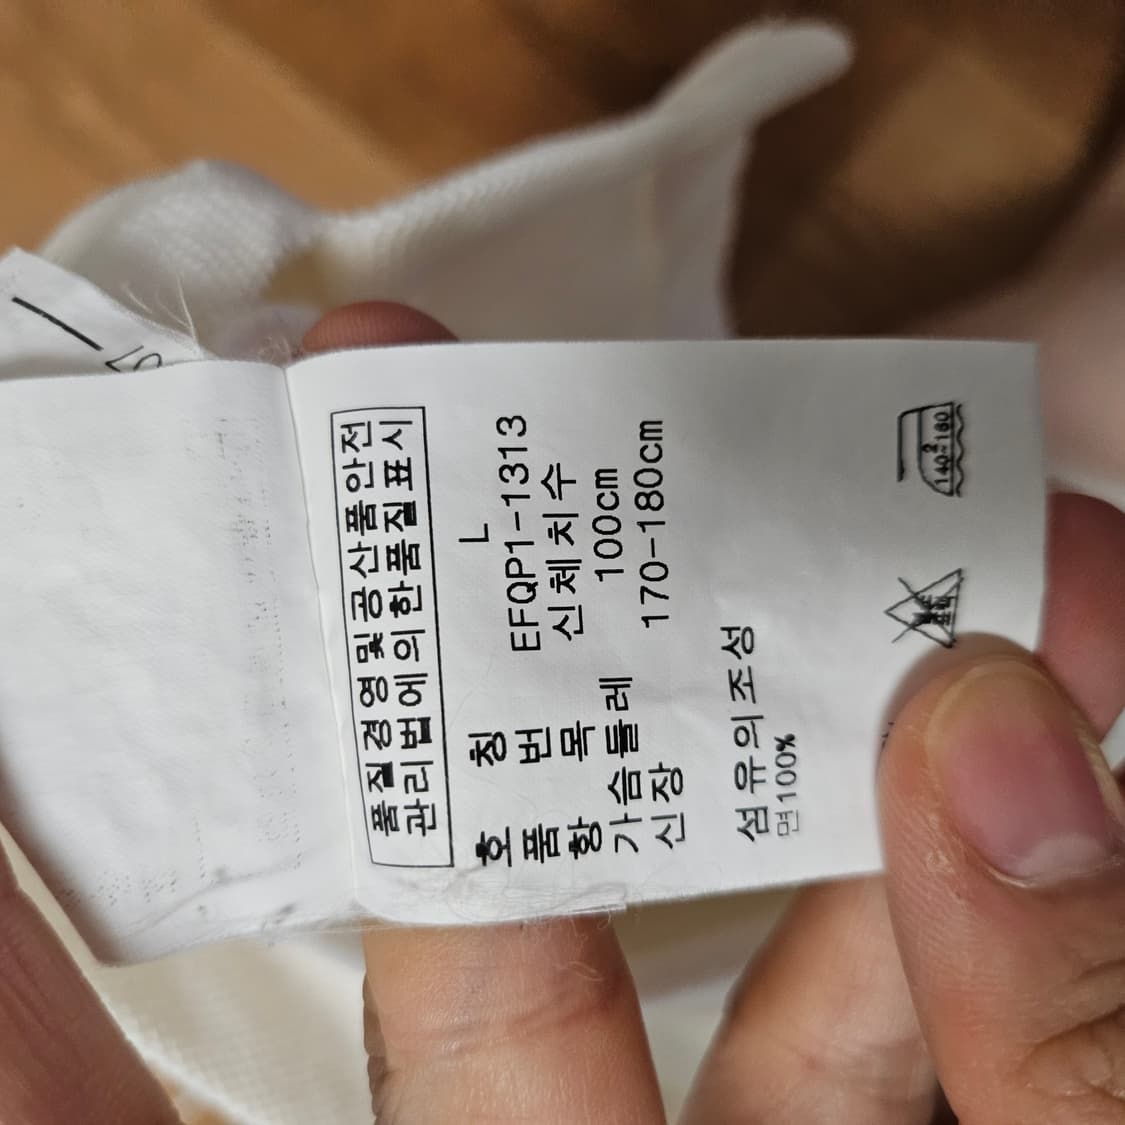 품질경영및공산품안전
관리법에의한품질표시
호 칭 L
품 번 EFQP1-1313
항 목 신체치수
가슴둘레 100cm
신장 170-180cm
섬유의조성
면100%
140~160